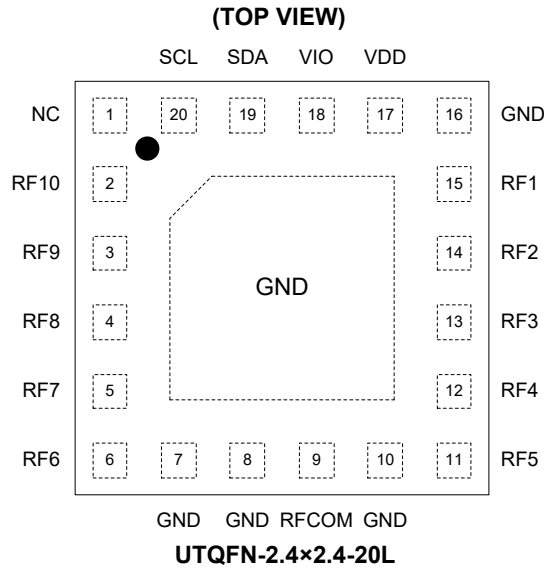 (TOP VIEW)
SCL SDA VIO VDD
NC 1 20 19 18 17 16 GND
RF10 2 15 RF1
RF9 3 14 RF2
GND
RF8 4 13 RF3
RF7 5 12 RF4
RF6 6 7 8 9 10 11 RF5
GND GND RFCOM GND
UTQFN-2.4×2.4-20L